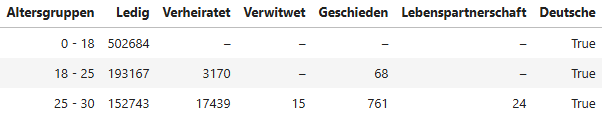 Altersgruppen Ledig Verheiratet Verwitwet Geschieden Lebenspartnerschaft Deutsche
0 - 18 502684 – – – – True
18 - 25 193167 3170 – 68 – True
25 - 30 152743 17439 15 761 24 True